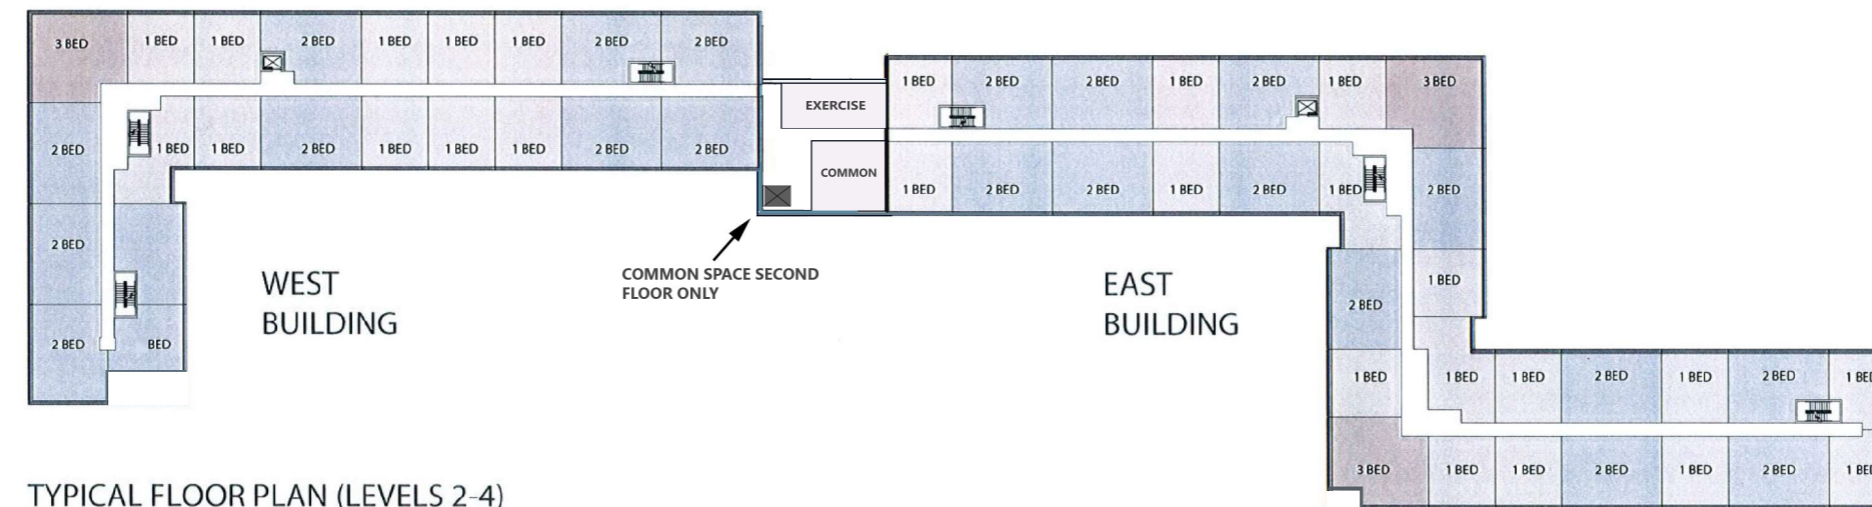 3 BED
1 BED
1 BED
2 BED
1 BED
1 BED
1 BED
2 BED
2 BED
2 BED
1 BED
1 BED
2 BED
1 BED
1 BED
1 BED
2 BED
2 BED
2 BED
2 BED
BED
EXERCISE
COMMON
1 BED
2 BED
2 BED
1 BED
2 BED
1 BED
3 BED
1 BED
2 BED
2 BED
1 BED
2 BED
1 BED
2 BED
COMMON SPACE SECOND
FLOOR ONLY
WEST
BUILDING
EAST
BUILDING
1 BED
2 BED
1 BED
1 BED
1 BED
2 BED
1 BED
2 BED
1 BE
3 BED
1 BED
1 BED
2 BED
1 BED
2 BED
1 BE
TYPICAL FLOOR PLAN (LEVELS 2-4)